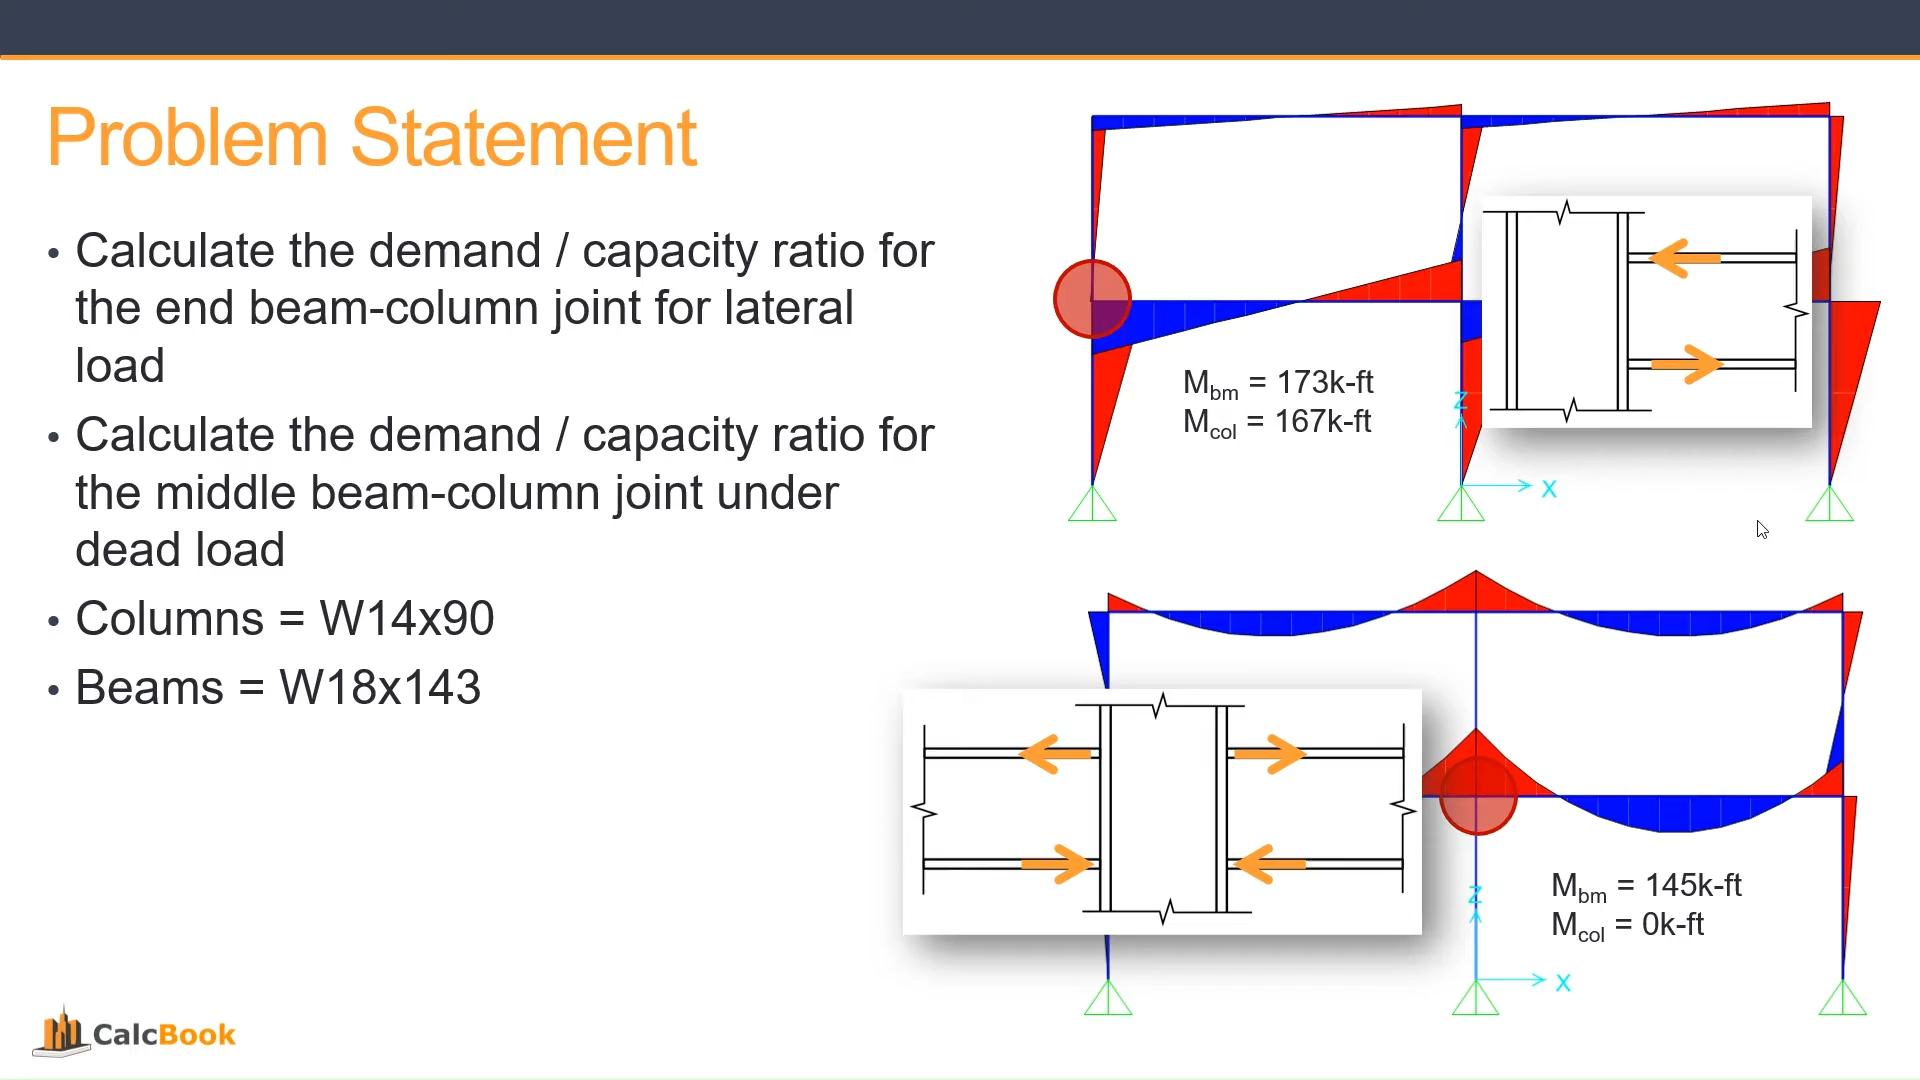 Problem Statement
• Calculate the demand / capacity ratio for
the end beam-column joint for lateral
load
• Calculate the demand / capacity ratio for
the middle beam-column joint under
dead load
• Columns = W14x90
• Beams = W18x143
Mbm = 173k-ft
Mcol = 167k-ft
Z
X
Mbm = 145k-ft
Mcol = 0k-ft
Z
X
CalcBook